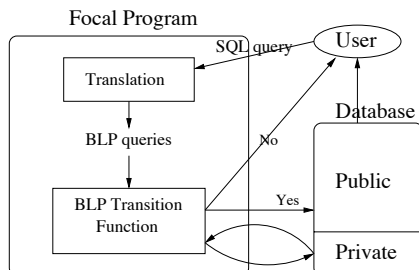 Focal Program
User
SQL query
Translation
Database
BLP queries
No
Public
BLP Transition
Function
Yes
Private